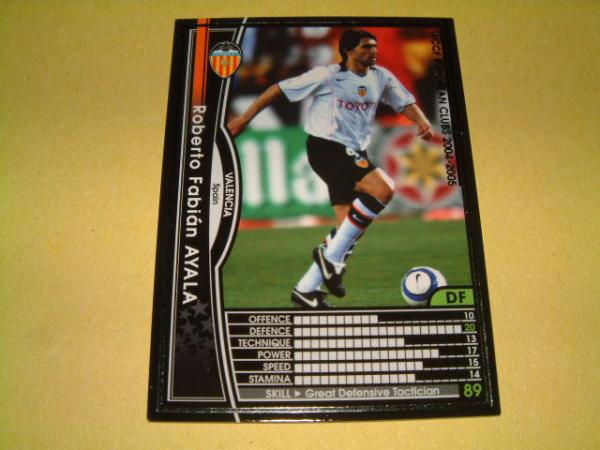 WCCF EUROPEAN CLUBS 2004-2005
TOYOTA
VALENCIA
Spain
Roberto Fabián AYALA
DF
OFFENCE 10
DEFENCE 20
TECHNIQUE 13
POWER 17
SPEED 15
STAMINA 14
SKILL ▶ Great Defensive Tactician 89